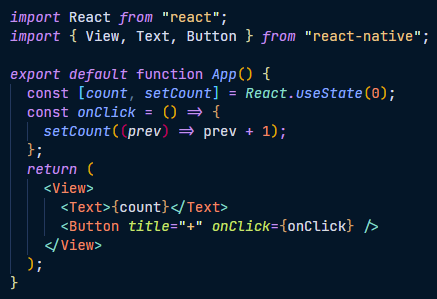 import React from "react";
import { View, Text, Button } from "react-native";
export default function App() {
const [count, setCount] = React.useState(0);
const onClick = () => {
setCount((prev) => prev + 1);
};
return (
<View>
<Text>{count}</Text>
<Button title="+" onClick={onClick} />
</View>
);
}